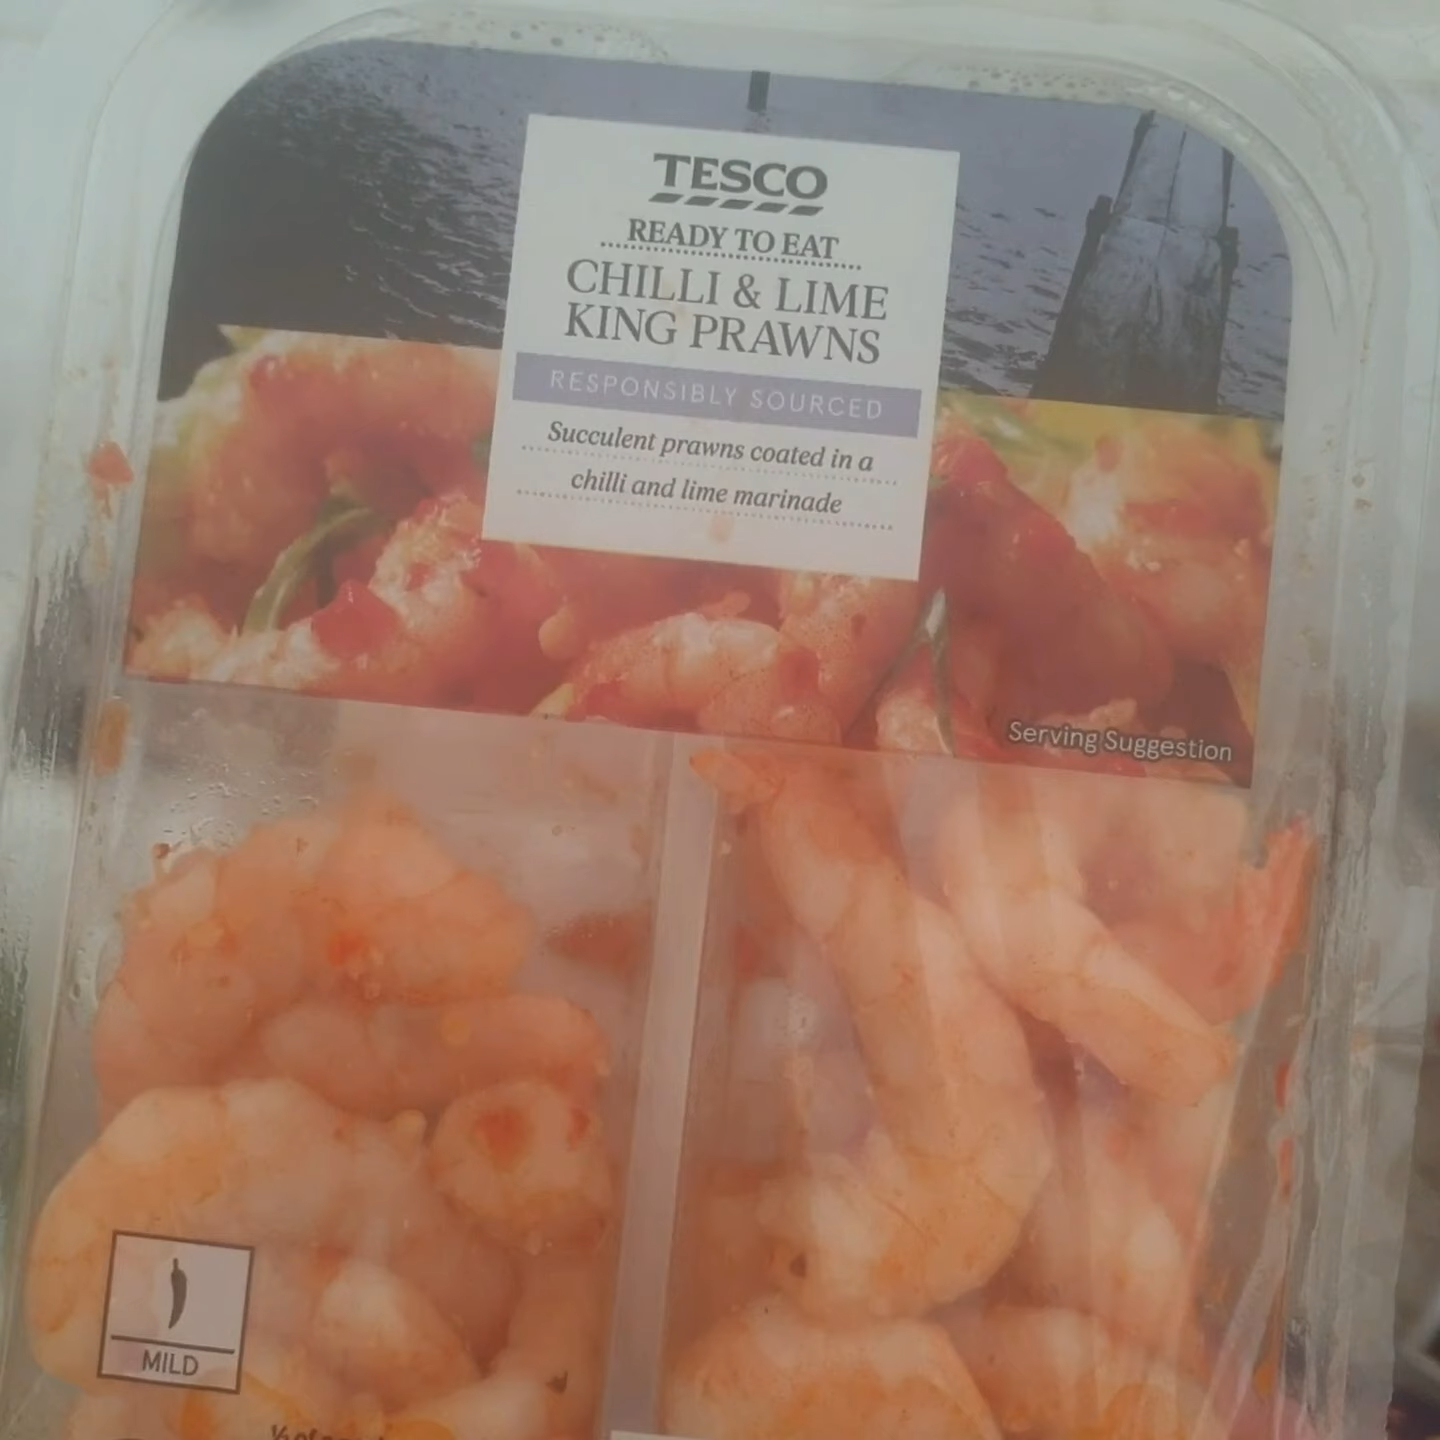 TESCO
READY TO EAT
CHILLI & LIME
KING PRAWNS
RESPONSIBLY SOURCED
Succulent prawns coated in a
chilli and lime marinade
Serving Suggestion
MILD